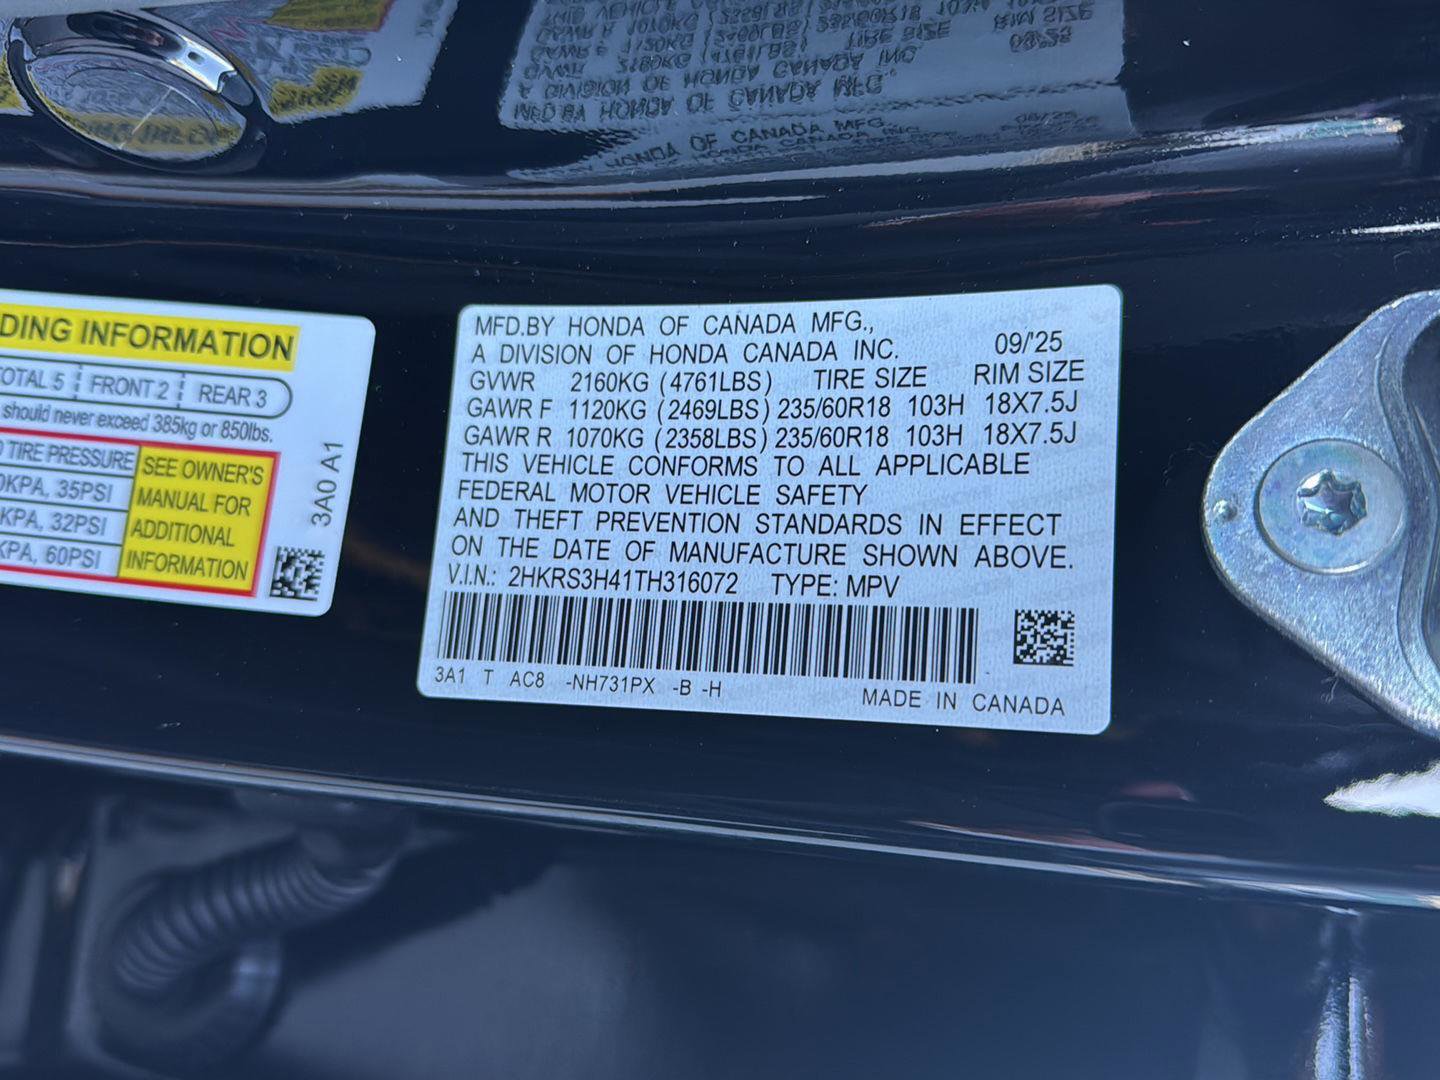 DING INFORMATION
TOTAL 5 FRONT 2 REAR 3
should never exceed 385kg or 850lbs.
TIRE PRESSURE
KPA, 35PSI
KPA, 32PSI
KPA, 60PSI
SEE OWNER'S
MANUAL FOR
ADDITIONAL
INFORMATION
3A0 A1
MFD.BY HONDA OF CANADA MFG.,
A DIVISION OF HONDA CANADA INC. 09/'25
GVWR 2160KG (4761LBS) TIRE SIZE RIM SIZE
GAWR F 1120KG (2469LBS) 235/60R18 103H 18X7.5J
GAWR R 1070KG (2358LBS) 235/60R18 103H 18X7.5J
THIS VEHICLE CONFORMS TO ALL APPLICABLE
FEDERAL MOTOR VEHICLE SAFETY
AND THEFT PREVENTION STANDARDS IN EFFECT
ON THE DATE OF MANUFACTURE SHOWN ABOVE.
V.I.N.: 2HKRS3H41TH316072 TYPE: MPV
3A1 T AC8 -NH731PX -B -H
MADE IN CANADA